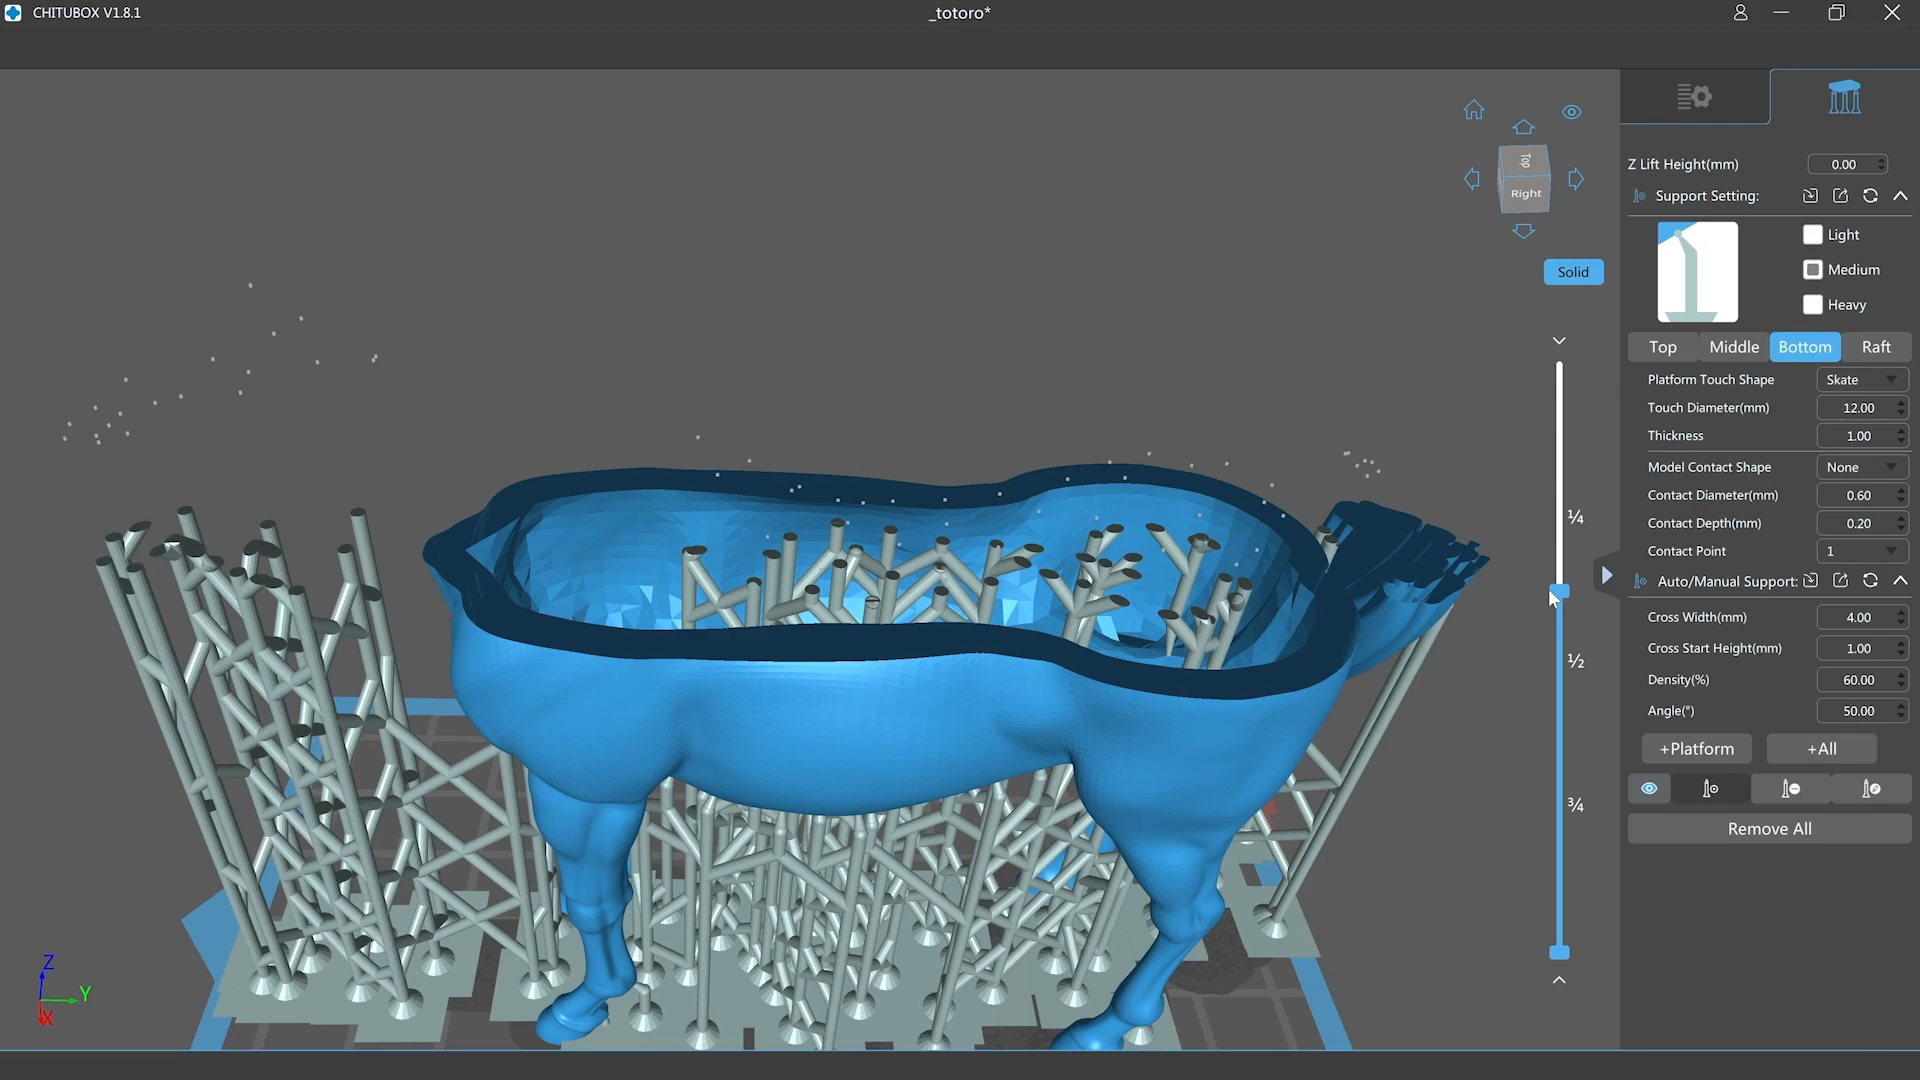 CHITUBOX V1.8.1
_totoro*
Top
Right
Solid
¼
½
¾
Z Lift Height(mm) 0.00
Support Setting:
Light
Medium
Heavy
Top Middle Bottom Raft
Platform Touch Shape Skate
Touch Diameter(mm) 12.00
Thickness 1.00
Model Contact Shape None
Contact Diameter(mm) 0.60
Contact Depth(mm) 0.20
Contact Point 1
Auto/Manual Support:
Cross Width(mm) 4.00
Cross Start Height(mm) 1.00
Density(%) 60.00
Angle(°) 50.00
+Platform +All
Remove All
Z
Y
X